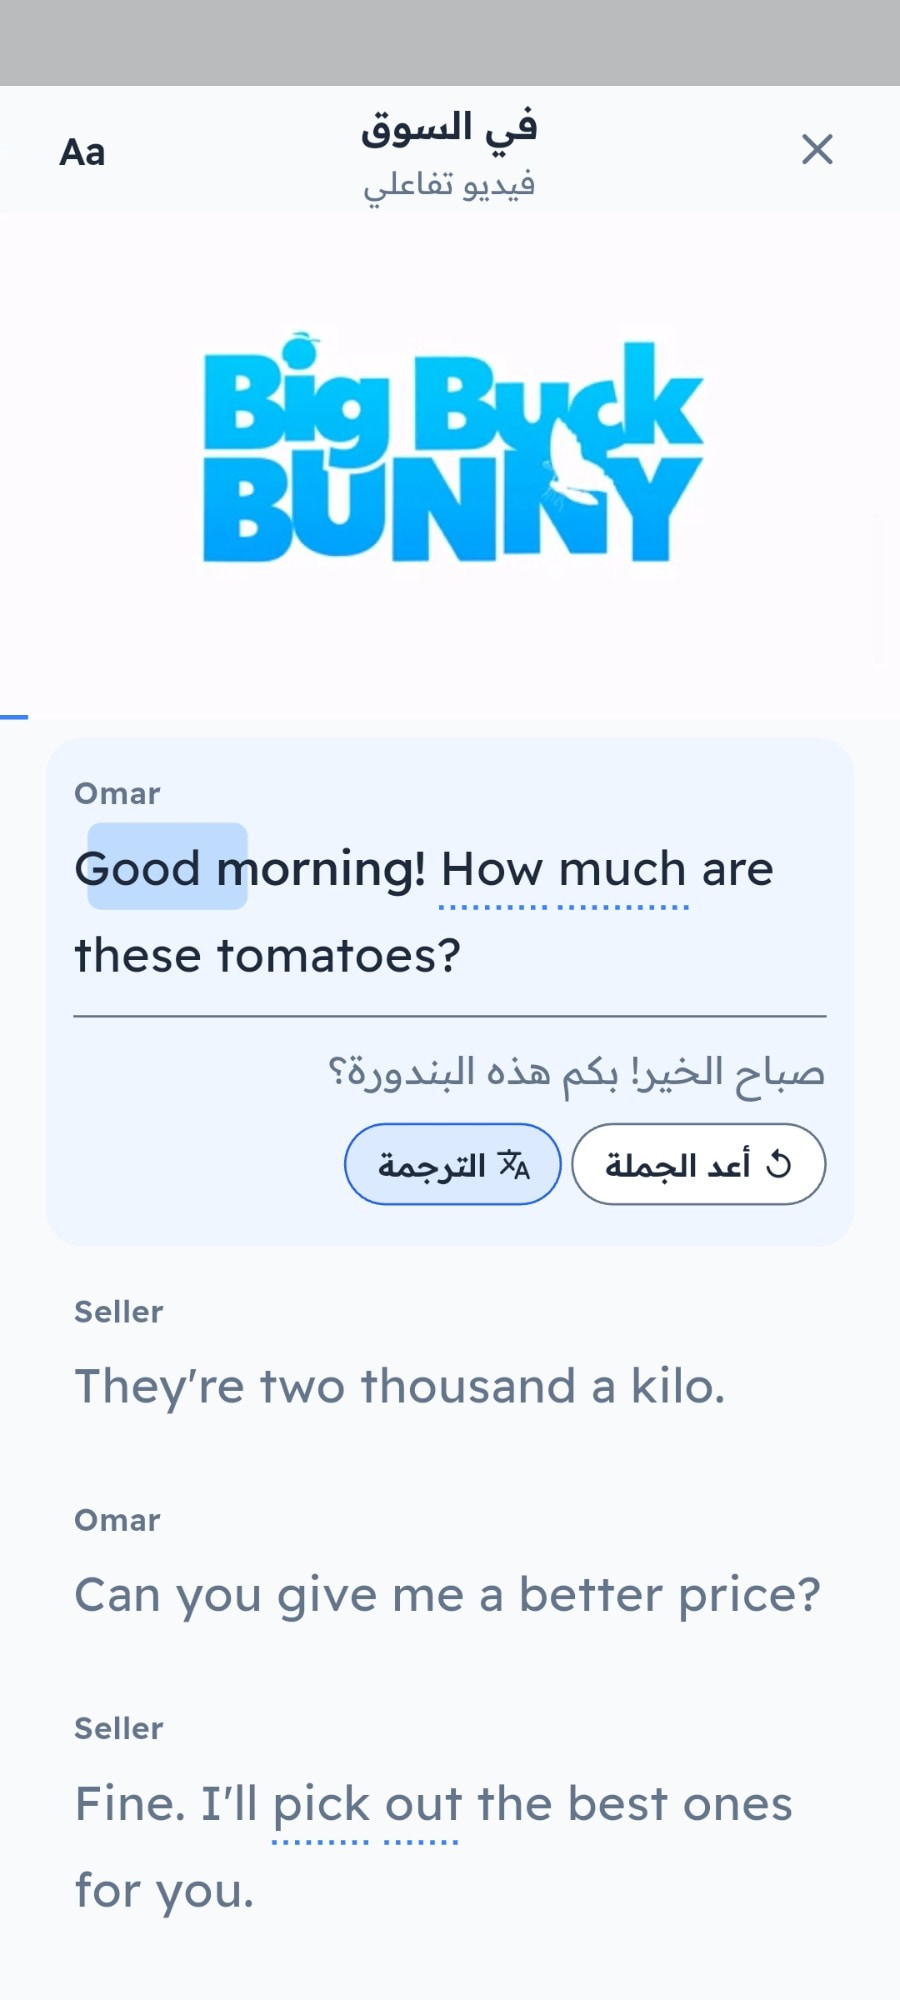 Aa
في السوق
فيديو تفاعلي
Big Buck
BUNNY
Omar
Good morning! How much are
these tomatoes?
صباح الخير! بكم هذه البندورة؟
أعد الجملة
الترجمة
Seller
They're two thousand a kilo.
Omar
Can you give me a better price?
Seller
Fine. I'll pick out the best ones
for you.